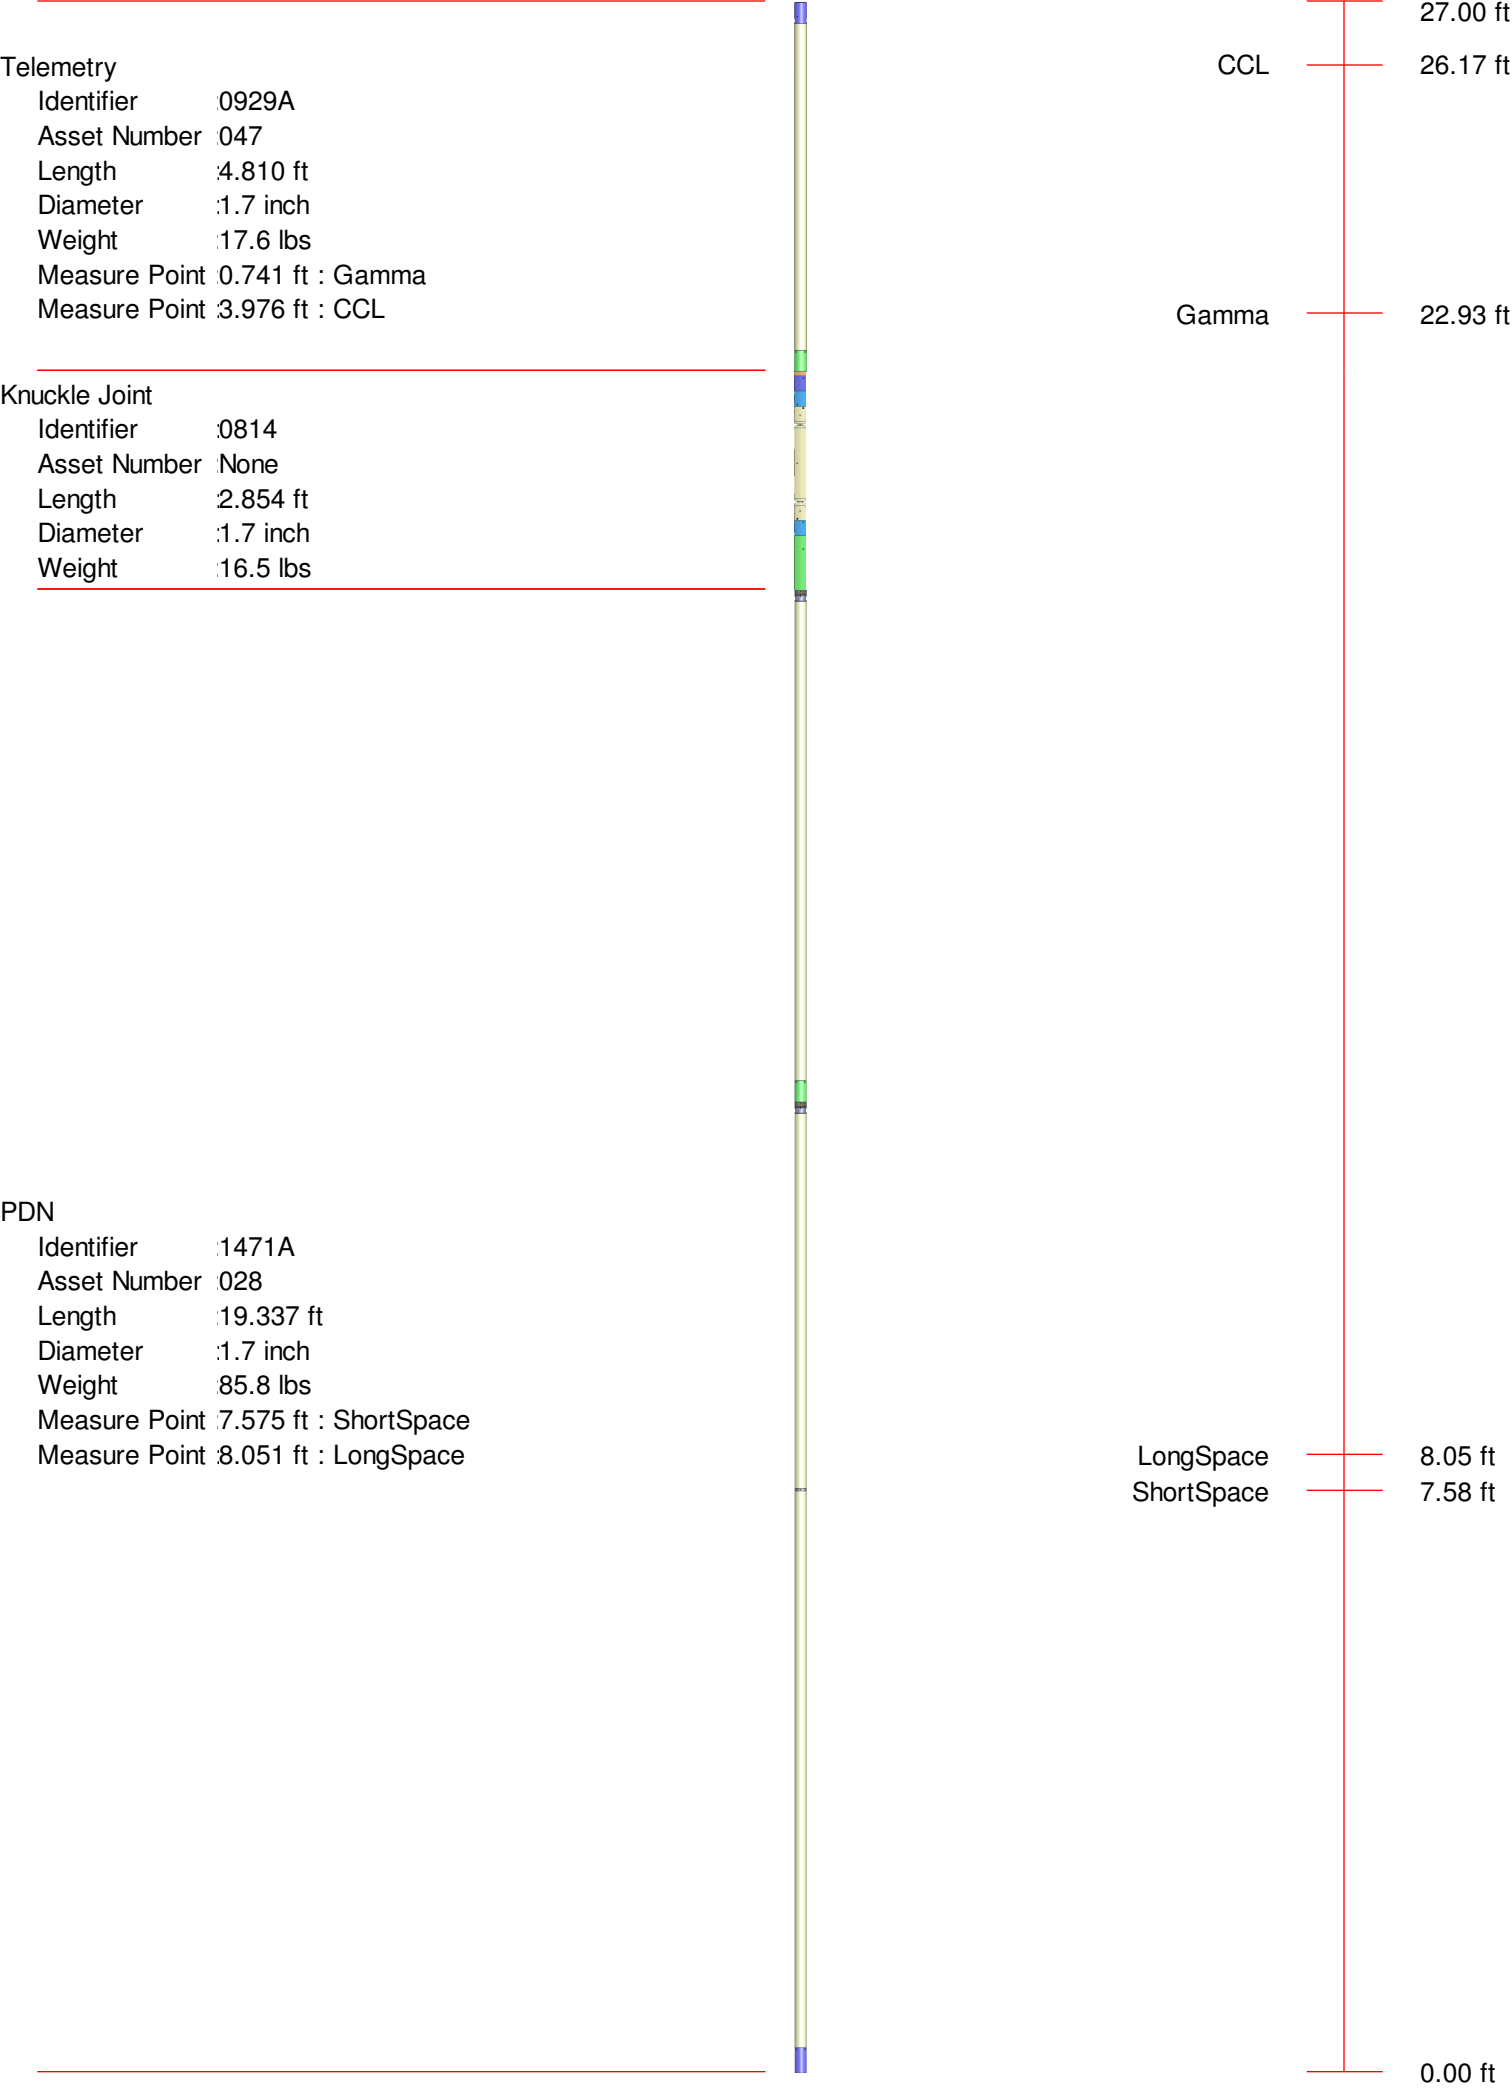 27.00 ft
Telemetry
CCL 26.17 ft
Identifier :0929A
Asset Number :047
Length :4.810 ft
Diameter :1.7 inch
Weight :17.6 lbs
Measure Point :0.741 ft : Gamma
Measure Point :3.976 ft : CCL
Gamma 22.93 ft
Knuckle Joint
Identifier :0814
Asset Number :None
Length :2.854 ft
Diameter :1.7 inch
Weight :16.5 lbs
PDN
Identifier :1471A
Asset Number :028
Length :19.337 ft
Diameter :1.7 inch
Weight :85.8 lbs
Measure Point :7.575 ft : ShortSpace
Measure Point :8.051 ft : LongSpace
LongSpace 8.05 ft
ShortSpace 7.58 ft
0.00 ft